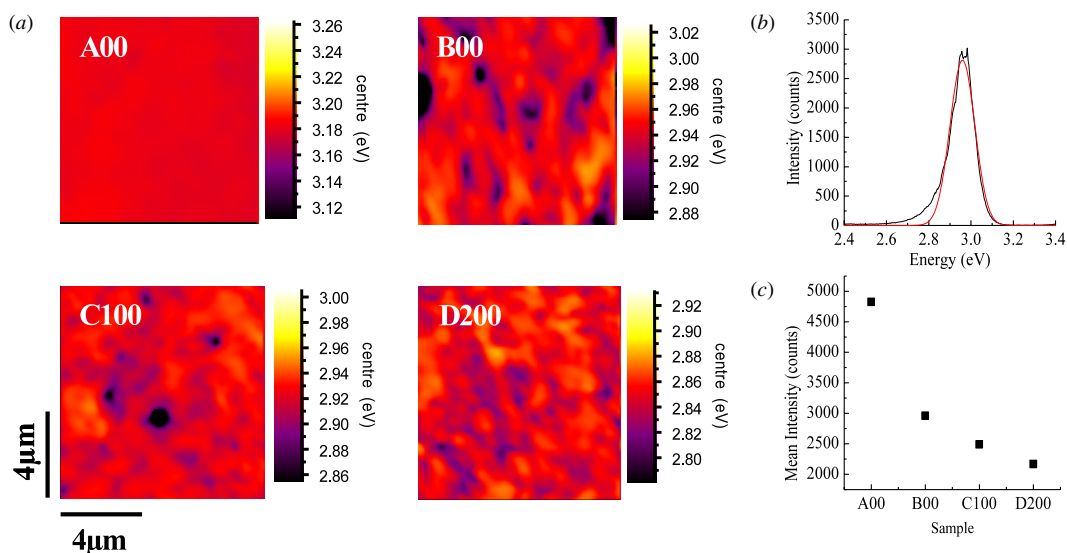 (a)
A00
3.26
3.24
3.22
3.20
3.18
3.16
3.14
3.12
centre (eV)
B00
3.02
3.00
2.98
2.96
2.94
2.92
2.90
2.88
centre (eV)
C100
3.00
2.98
2.96
2.94
2.92
2.90
2.88
2.86
centre (eV)
D200
2.92
2.90
2.88
2.86
2.84
2.82
2.80
centre (eV)
4μm
4μm
(b)
3500
3000
2500
2000
1500
1000
500
0
Intensity (counts)
2.4 2.6 2.8 3.0 3.2 3.4
Energy (eV)
(c)
5000
4500
4000
3500
3000
2500
2000
Mean Intensity (counts)
A00 B00 C100 D200
Sample